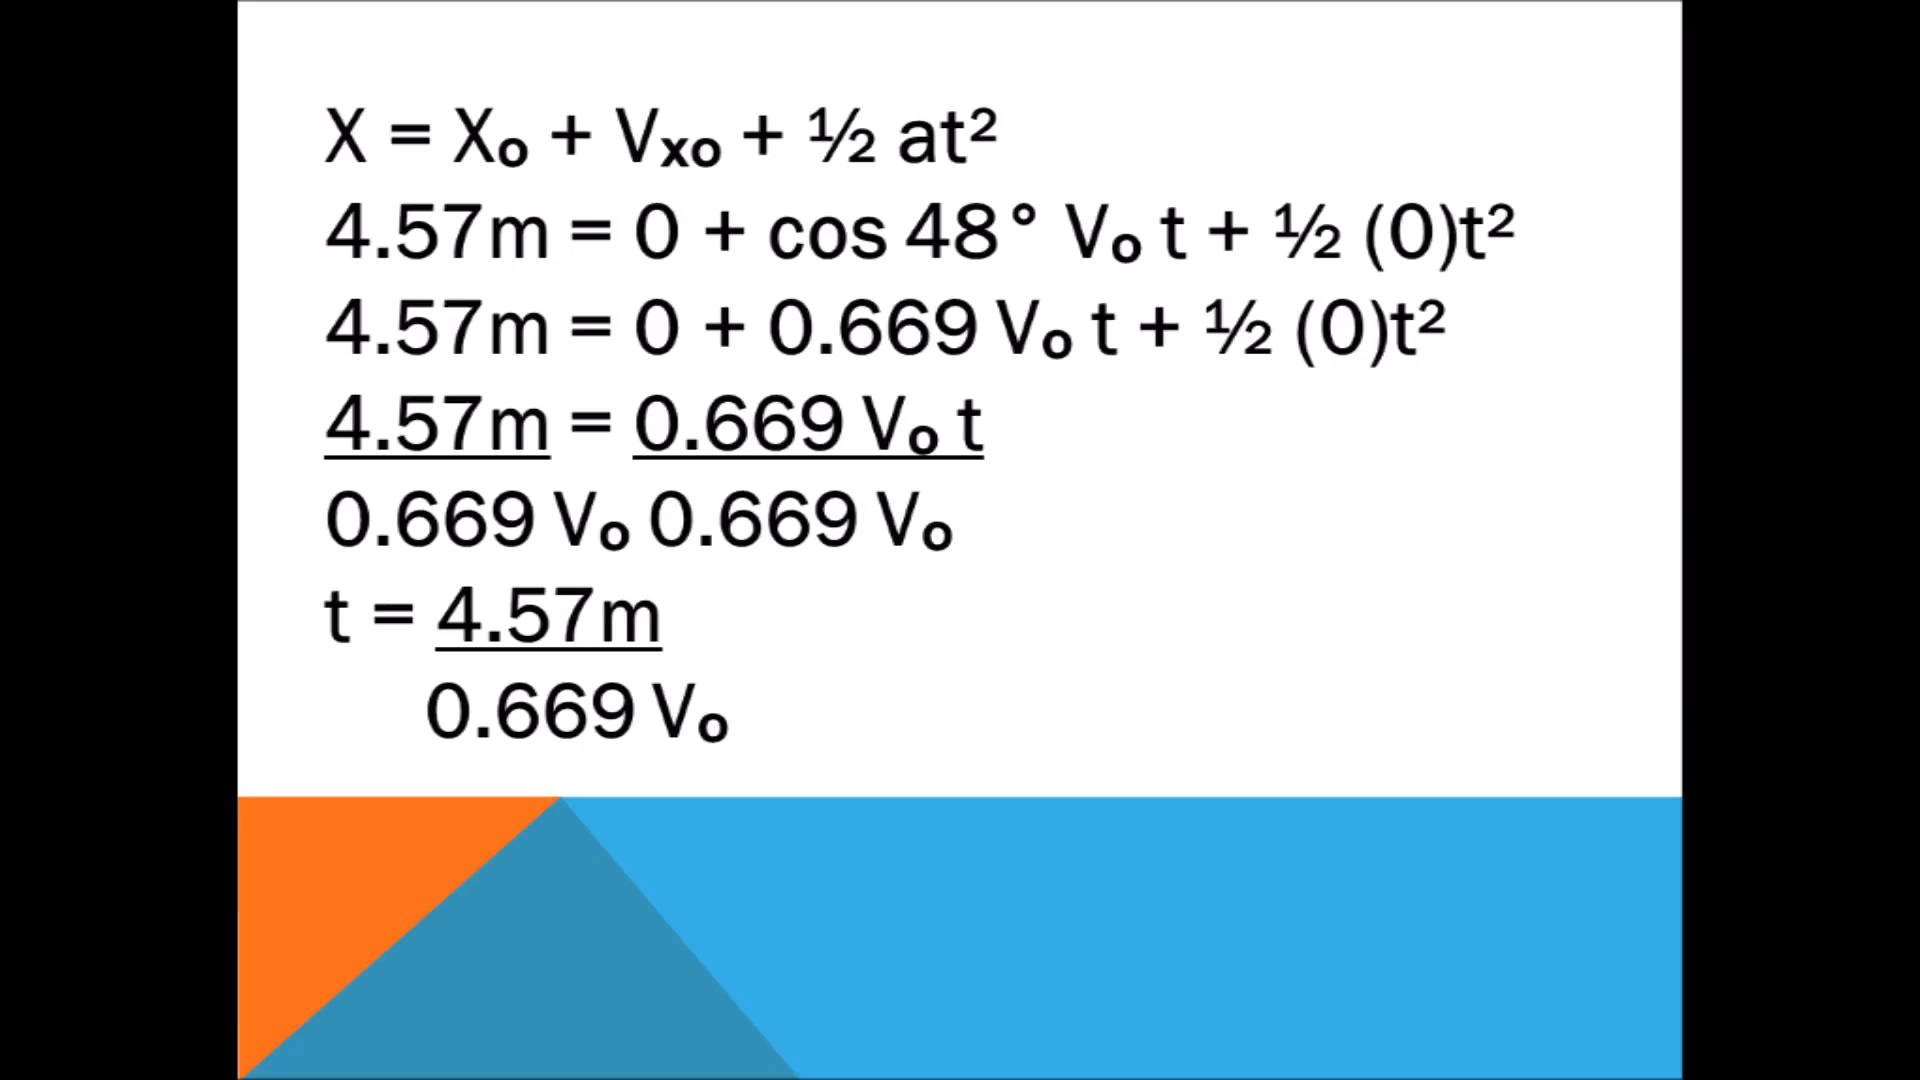 X = Xₒ + Vₓₒ + ½ at²
4.57m = 0 + cos 48° Vₒ t + ½ (0)t²
4.57m = 0 + 0.669 Vₒ t + ½ (0)t²
4.57m = 0.669 Vₒ t
0.669 Vₒ 0.669 Vₒ
t = 4.57m
0.669 Vₒ